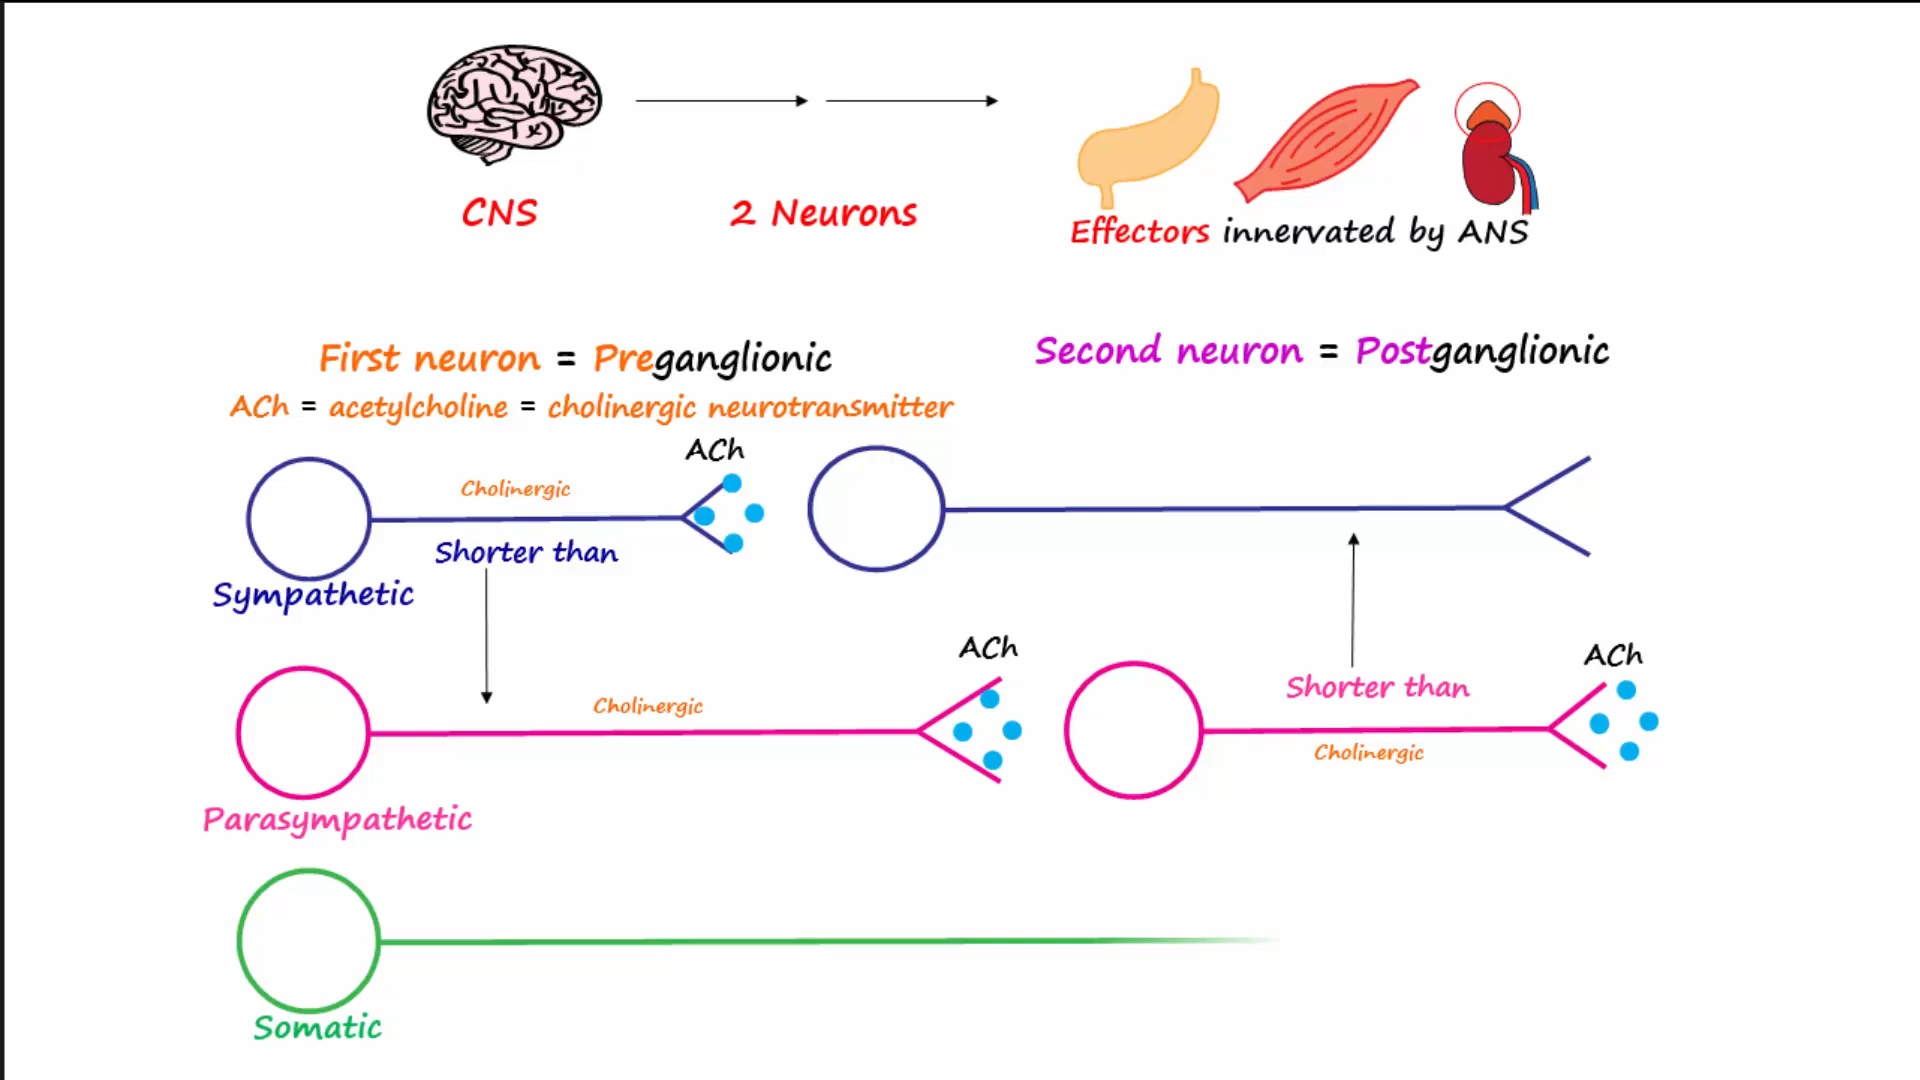 CNS
2 Neurons
Effectors innervated by ANS
First neuron = Preganglionic
Second neuron = Postganglionic
ACh = acetylcholine = cholinergic neurotransmitter
ACh
Cholinergic
Shorter than
Sympathetic
ACh
ACh
Cholinergic
Shorter than
Cholinergic
Parasympathetic
Somatic